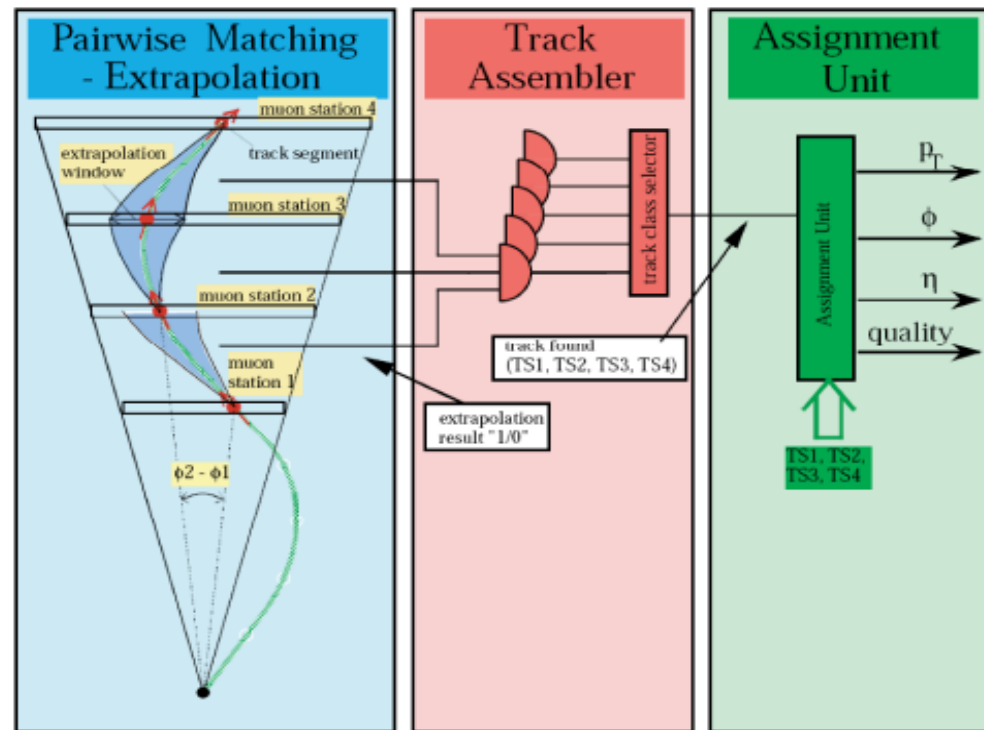 Pairwise Matching
- Extrapolation
muon station 4
extrapolation
window
track segment
muon station 3
muon station 2
muon
station 1
ϕ2 - ϕ1
extrapolation
result "1/0"
Track
Assembler
track class selector
track found
(TS1, TS2, TS3, TS4)
Assignment
Unit
Assignment Unit
pT
ϕ
η
quality
TS1, TS2,
TS3, TS4